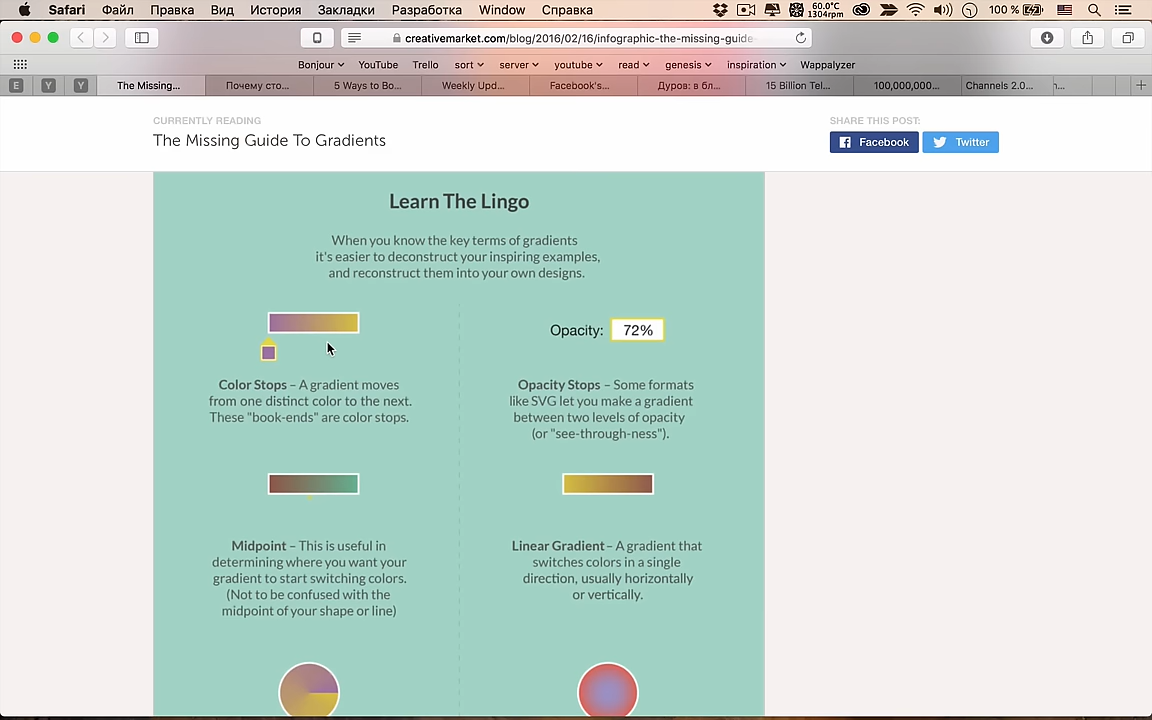 Safari Файл Правка Вид История Закладки Разработка Window Справка 60.0°C 1304rpm 100 %
creativemarket.com/blog/2016/02/16/infographic-the-missing-guide-
Bonjour YouTube Trello sort server youtube read genesis inspiration Wappalyzer
E Y Y The Missing... Почему сто... 5 Ways to Bo... Weekly Upd... Facebook's... Дуров: в бл... 15 Billion Tel... 100,000,000... Channels 2.0...
CURRENTLY READING
The Missing Guide To Gradients
SHARE THIS POST:
Facebook Twitter
Learn The Lingo
When you know the key terms of gradients
it's easier to deconstruct your inspiring examples,
and reconstruct them into your own designs.
Color Stops – A gradient moves
from one distinct color to the next.
These "book-ends" are color stops.
Opacity: 72%
Opacity Stops – Some formats
like SVG let you make a gradient
between two levels of opacity
(or "see-through-ness").
Midpoint – This is useful in
determining where you want your
gradient to start switching colors.
(Not to be confused with the
midpoint of your shape or line)
Linear Gradient – A gradient that
switches colors in a single
direction, usually horizontally
or vertically.